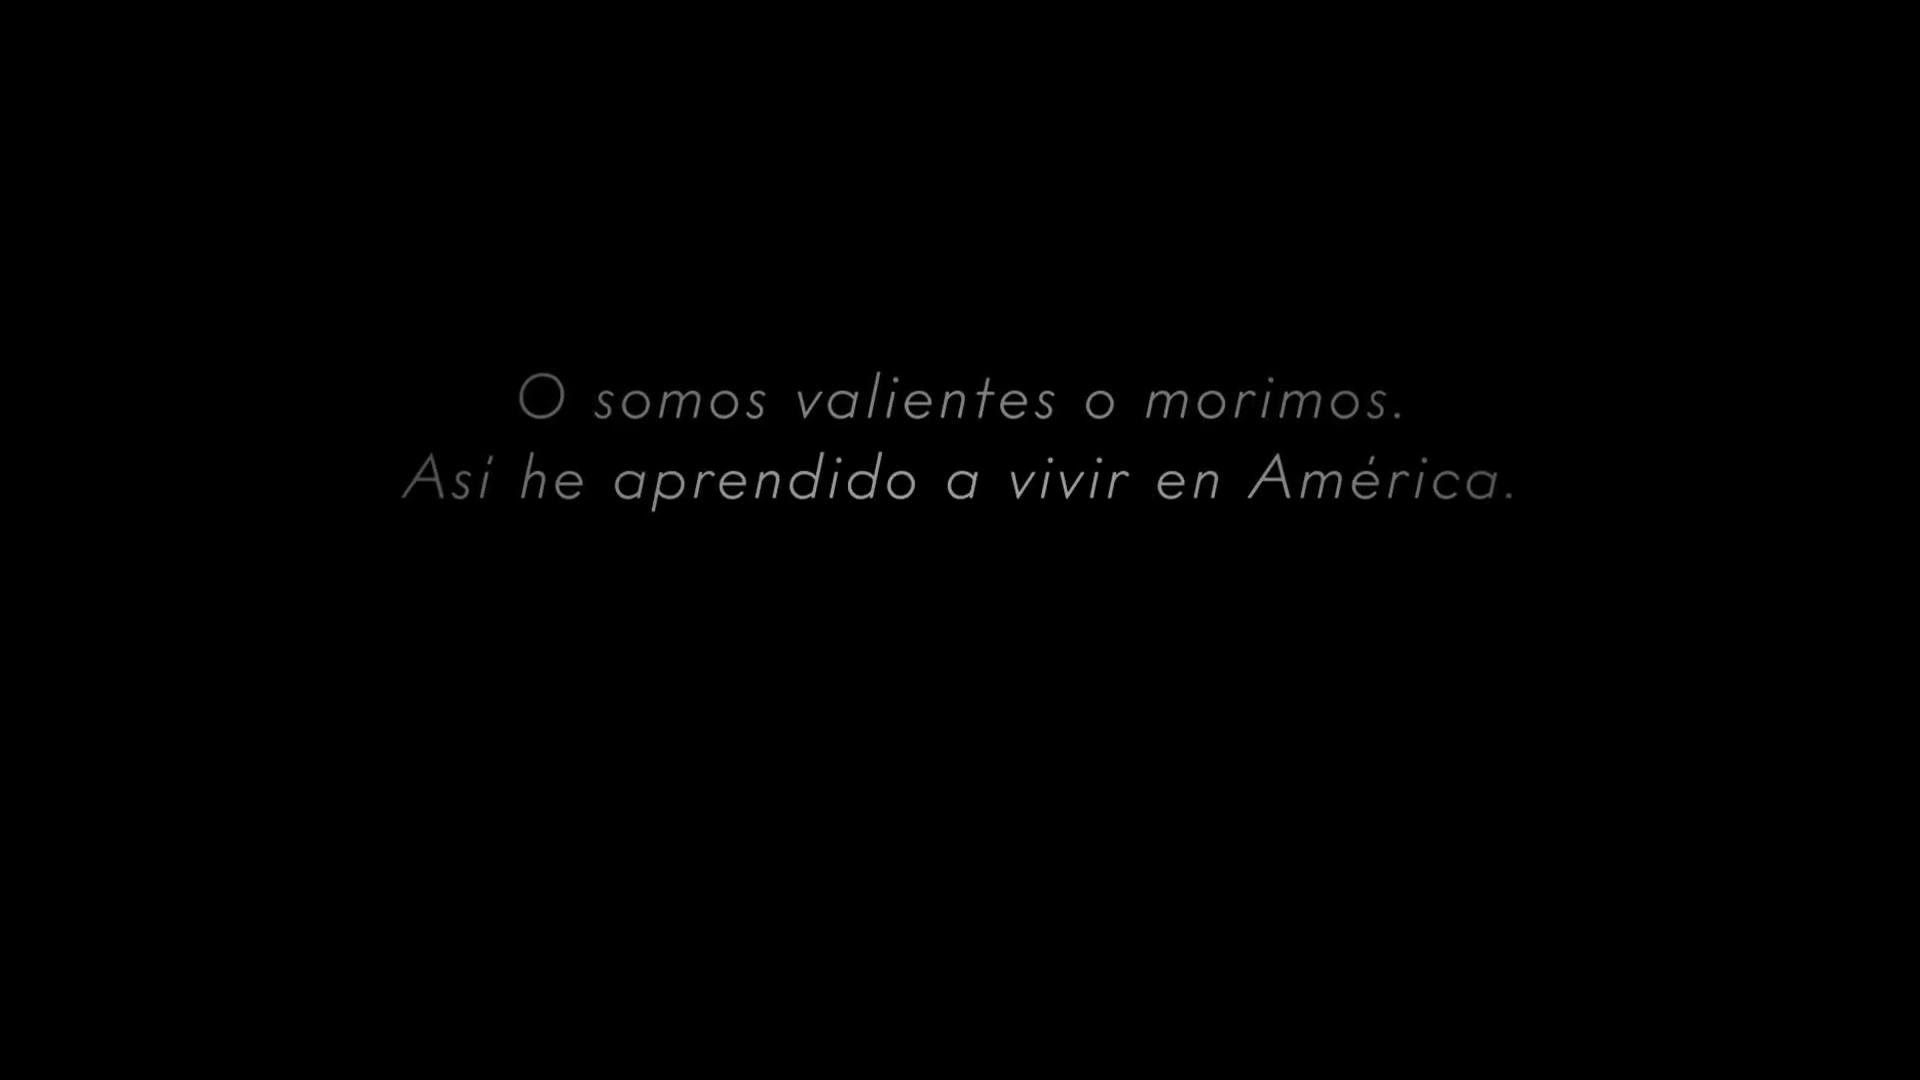 O somos valientes o morimos.
Así he aprendido a vivir en América.